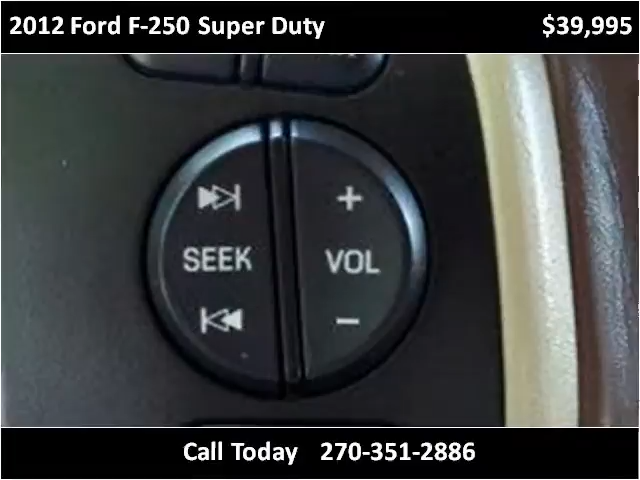 2012 Ford F-250 Super Duty $39,995
SEEK VOL
+
−
Call Today 270-351-2886